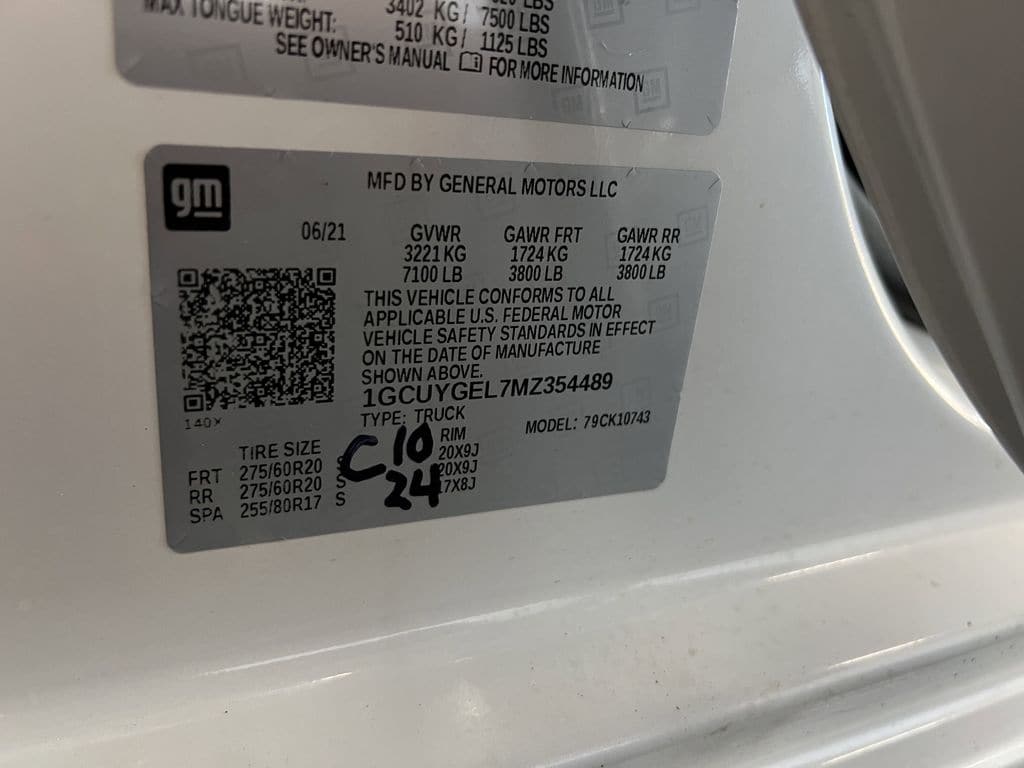 MAX TONGUE WEIGHT:
3402 KG / 7500 LBS
510 KG / 1125 LBS
SEE OWNER'S MANUAL FOR MORE INFORMATION
gm
MFD BY GENERAL MOTORS LLC
06/21
GVWR GAWR FRT GAWR RR
3221 KG 1724 KG 1724 KG
7100 LB 3800 LB 3800 LB
THIS VEHICLE CONFORMS TO ALL
APPLICABLE U.S. FEDERAL MOTOR
VEHICLE SAFETY STANDARDS IN EFFECT
ON THE DATE OF MANUFACTURE
SHOWN ABOVE.
1GCUYGEL7MZ354489
140X
TYPE: TRUCK MODEL: 79CK10743
TIRE SIZE RIM
FRT 275/60R20 S 20X9J
RR 275/60R20 S 20X9J
SPA 255/80R17 S 17X8J
C 10
24